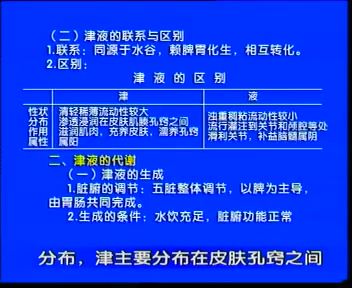 （二）津液的联系与区别
1.联系：同源于水谷，赖脾胃化生，相互转化。
2.区别：
津 液 的 区 别
津 液
性状 清轻稀薄流动性较大 浊重稠粘流动性较小
分布 渗透浸润在皮肤肌腠孔窍之间 流行灌注到关节和颅腔等处
作用 滋润肌肉，充养皮肤，濡养孔窍 滑利关节，补益脑髓属阴
属性 属阳
二、津液的代谢
（一）津液的生成
1.脏腑的调节：五脏整体调节，以脾为主导，
由胃肠共同完成。
2.生成的条件：水饮充足，脏腑功能正常
分布，津主要分布在皮肤孔窍之间